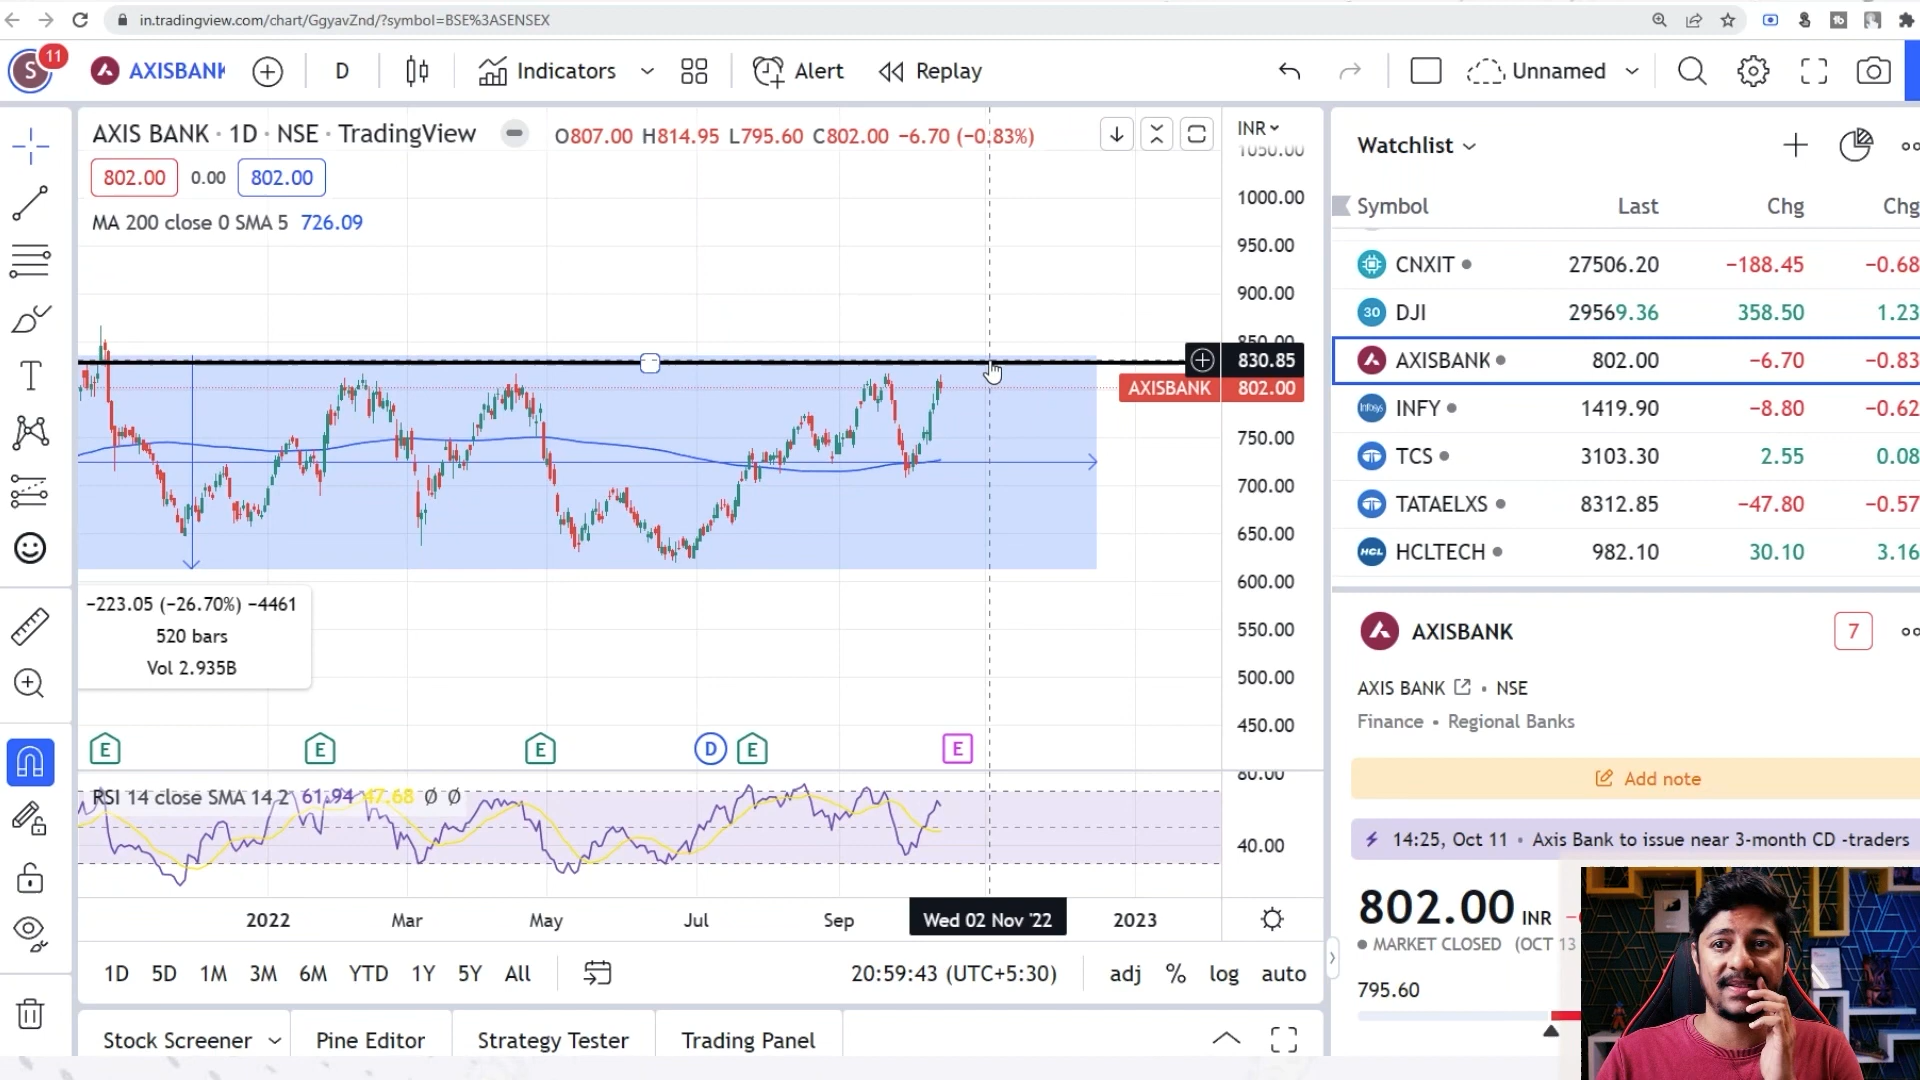 in.tradingview.com/chart/GgyavZnd/?symbol=BSE%3ASENSEX
S 11 AXISBANK D Indicators Alert Replay Unnamed
AXIS BANK · 1D · NSE · TradingView O807.00 H814.95 L795.60 C802.00 −6.70 (−0.83%)
802.00 0.00 802.00
MA 200 close 0 SMA 5 726.09
INR
1050.00
1000.00
950.00
900.00
850.00
830.85
AXISBANK 802.00
750.00
700.00
650.00
600.00
550.00
500.00
450.00
−223.05 (−26.70%) −4461
520 bars
Vol 2.935B
E E E D E E
RSI 14 close SMA 14 2 61.94 47.68 Ø Ø
80.00
40.00
2022 Mar May Jul Sep Wed 02 Nov '22 2023
1D 5D 1M 3M 6M YTD 1Y 5Y All 20:59:43 (UTC+5:30) adj % log auto
Stock Screener Pine Editor Strategy Tester Trading Panel
Watchlist
Symbol Last Chg Chg
CNXIT 27506.20 −188.45 −0.68
30 DJI 29569.36 358.50 1.23
AXISBANK 802.00 −6.70 −0.83
Infosys INFY 1419.90 −8.80 −0.62
TCS 3103.30 2.55 0.08
TATAELXS 8312.85 −47.80 −0.57
HCL HCLTECH 982.10 30.10 3.16
AXISBANK 7
AXIS BANK • NSE
Finance • Regional Banks
Add note
14:25, Oct 11 • Axis Bank to issue near 3-month CD -traders
802.00 INR
MARKET CLOSED (OCT 13
795.60